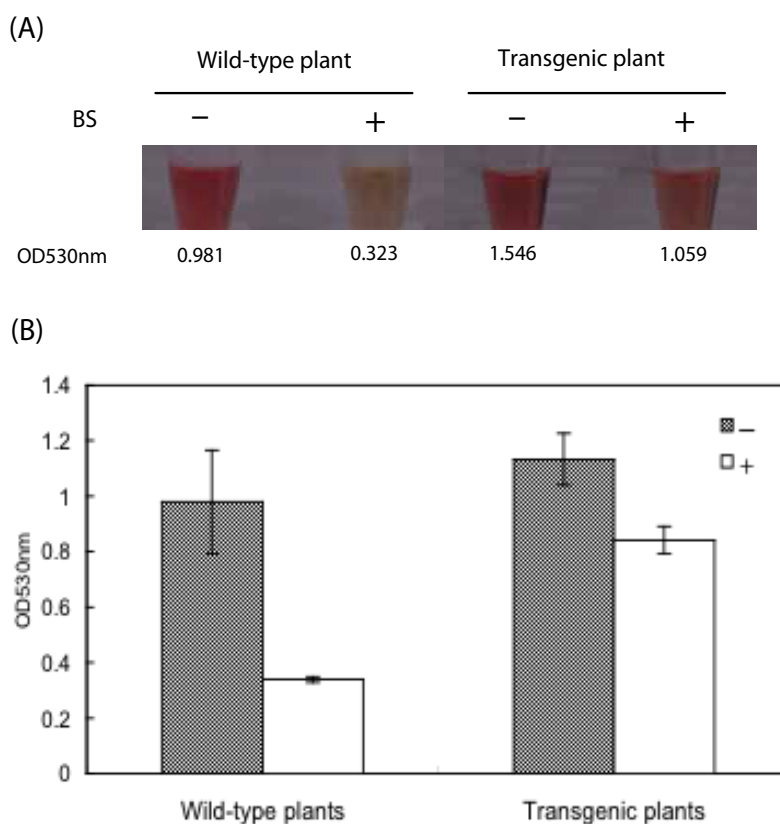 (A)
Wild-type plant Transgenic plant
BS − + − +
OD530nm 0.981 0.323 1.546 1.059
(B)
1.4
1.2
1
0.8
0.6
0.4
0.2
0
OD530nm
−
+
Wild-type plants Transgenic plants